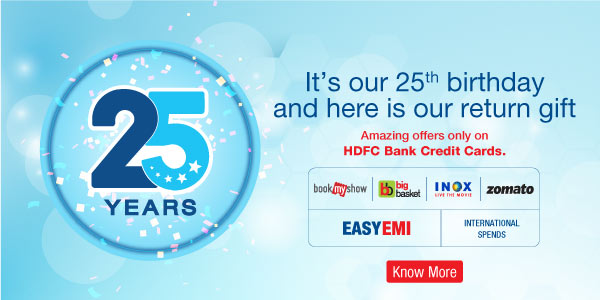 25
YEARS
It's our 25th birthday
and here is our return gift
Amazing offers only on
HDFC Bank Credit Cards.
bookmyshow
bb big basket
INOX
LIVE THE MOVIE
zomato
EASYEMI
INTERNATIONAL
SPENDS
Know More